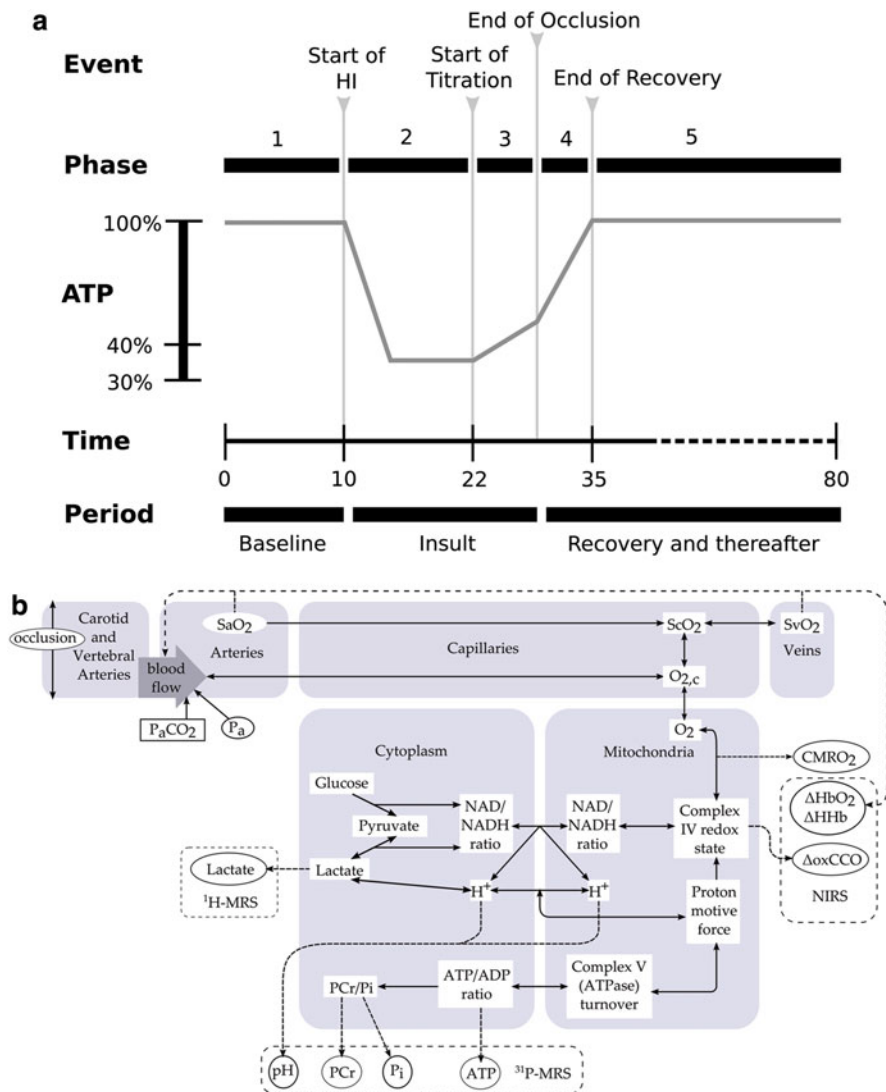 a
Event
Start of
HI
Start of
Titration
End of Occlusion
End of Recovery
Phase
1 2 3 4 5
ATP
100%
40%
30%
Time
0 10 22 35 80
Period
Baseline Insult Recovery and thereafter
b
occlusion
Carotid
and
Vertebral
Arteries
blood
flow
SaO2
Arteries
Capillaries
ScO2
SvO2
Veins
O2,c
PaCO2
Pa
O2
Cytoplasm
Mitochondria
CMRO2
Glucose
Pyruvate
Lactate
NAD/
NADH
ratio
NAD/
NADH
ratio
Complex
IV redox
state
ΔHbO2
ΔHHb
ΔoxCCO
NIRS
Lactate
1H-MRS
H+
H+
Proton
motive
force
PCr/Pi
ATP/ADP
ratio
Complex V
(ATPase)
turnover
pH
PCr
Pi
ATP
31P-MRS